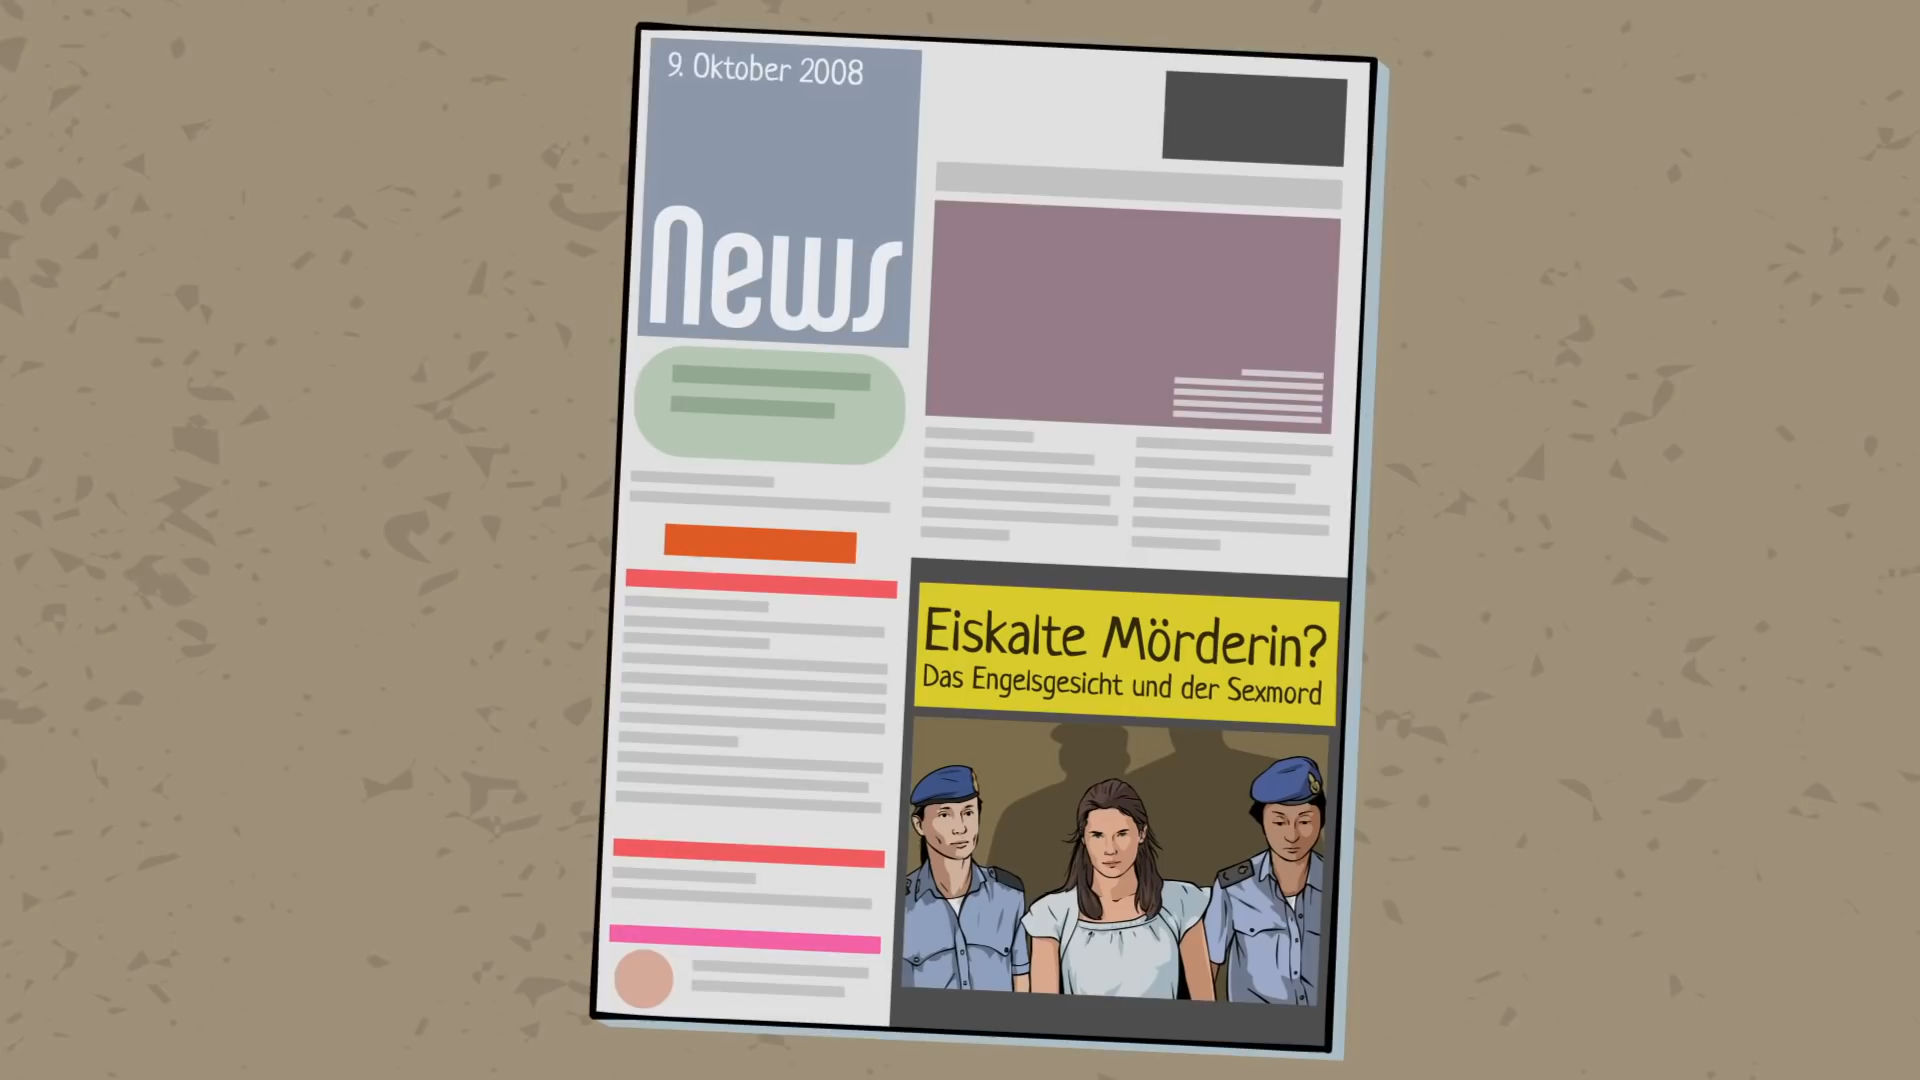 9. Oktober 2008
News
Eiskalte Mörderin?
Das Engelsgesicht und der Sexmord